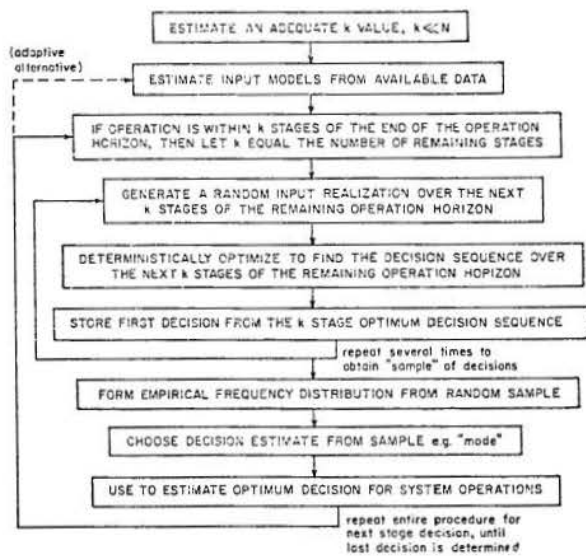 ESTIMATE AN ADEQUATE k VALUE, k≪N
(adaptive
alternative)
ESTIMATE INPUT MODELS FROM AVAILABLE DATA
IF OPERATION IS WITHIN k STAGES OF THE END OF THE OPERATION
HORIZON, THEN LET k EQUAL THE NUMBER OF REMAINING STAGES
GENERATE A RANDOM INPUT REALIZATION OVER THE NEXT
k STAGES OF THE REMAINING OPERATION HORIZON
DETERMINISTICALLY OPTIMIZE TO FIND THE DECISION SEQUENCE OVER
THE NEXT k STAGES OF THE REMAINING OPERATION HOPIZON
STORE FIRST DECISION FROM THE k STAGE OPTIMUM DECISION SEQUENCE
repeat several times to
obtain "sample" of decisions
FORM EMPIRICAL FREQUENCY DISTRIBUTION FROM RANDOM SAMPLE
CHOOSE DECISION ESTIMATE FROM SAMPLE e.g. "mode"
USE TO ESTIMATE OPTIMUM DECISION FOR SYSTEM OPERATIONS
repeat entire procedure for
next stage decision, until
last decision is determined